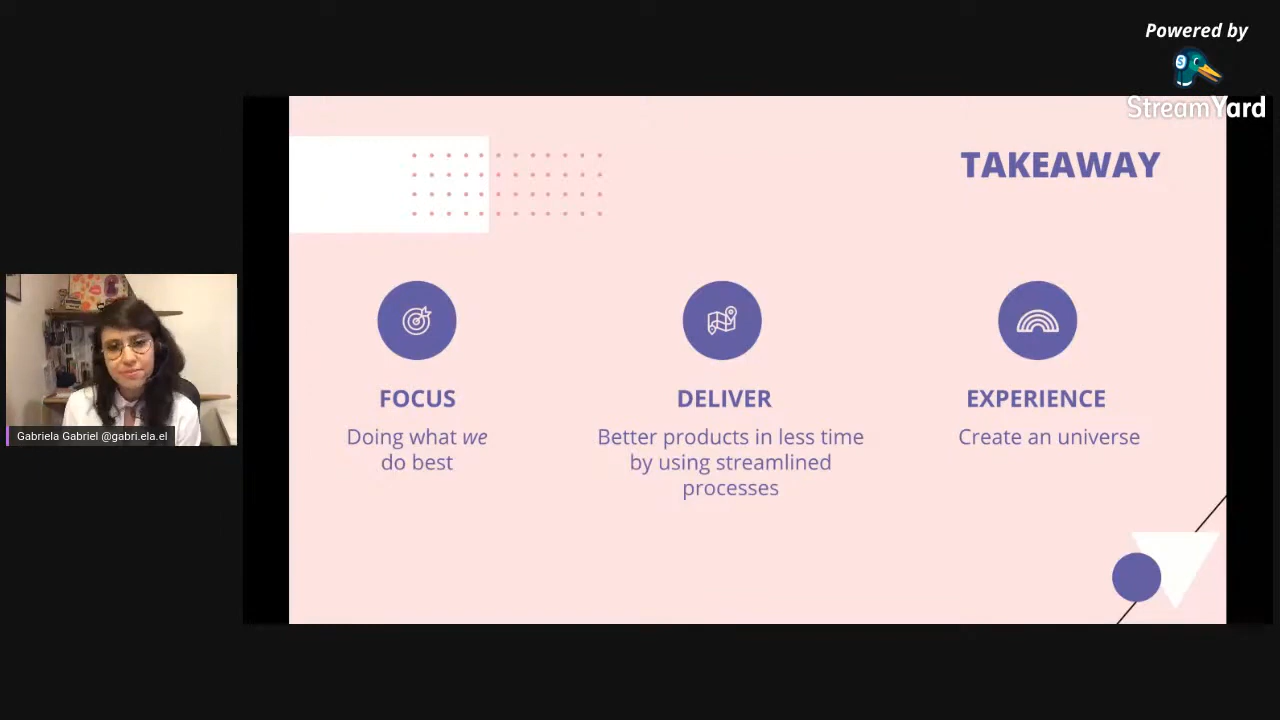 Powered by
StreamYard
TAKEAWAY
FOCUS
Doing what we
do best
DELIVER
Better products in less time
by using streamlined
processes
EXPERIENCE
Create an universe
Gabriela Gabriel @gabri.ela.el